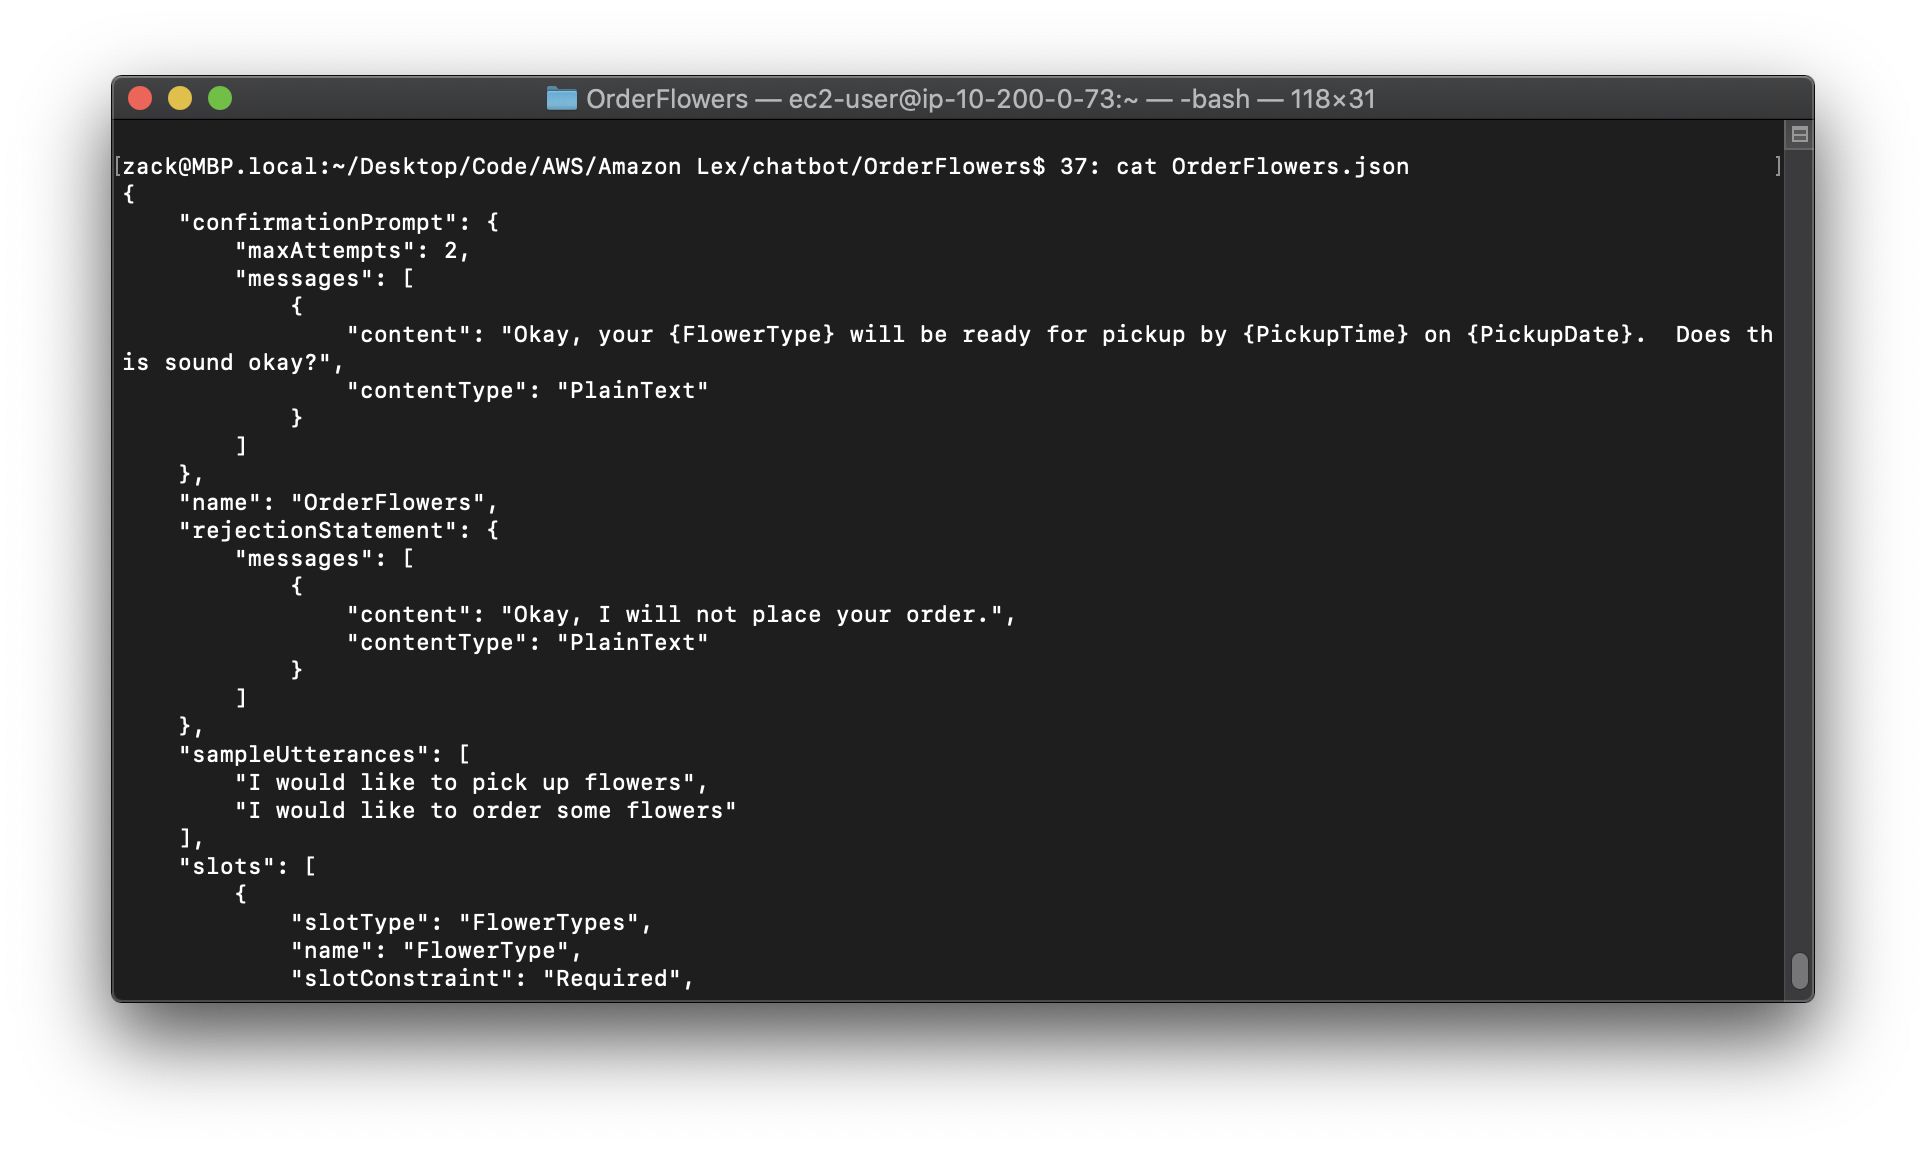 OrderFlowers — ec2-user@ip-10-200-0-73:~ — -bash — 118×31
[zack@MBP.local:~/Desktop/Code/AWS/Amazon Lex/chatbot/OrderFlowers$ 37: cat OrderFlowers.json ]
{
    "confirmationPrompt": {
        "maxAttempts": 2,
        "messages": [
            {
                "content": "Okay, your {FlowerType} will be ready for pickup by {PickupTime} on {PickupDate}.  Does th
is sound okay?",
                "contentType": "PlainText"
            }
        ]
    },
    "name": "OrderFlowers",
    "rejectionStatement": {
        "messages": [
            {
                "content": "Okay, I will not place your order.",
                "contentType": "PlainText"
            }
        ]
    },
    "sampleUtterances": [
        "I would like to pick up flowers",
        "I would like to order some flowers"
    ],
    "slots": [
        {
            "slotType": "FlowerTypes",
            "name": "FlowerType",
            "slotConstraint": "Required",